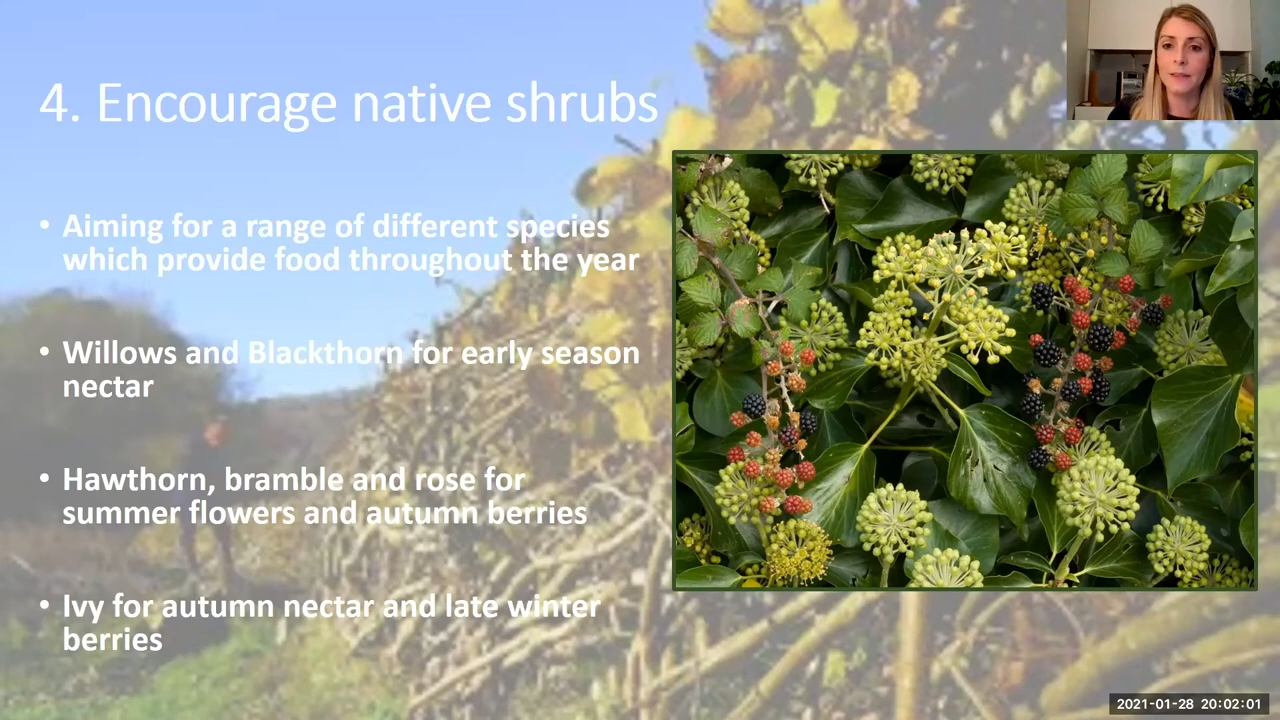 4. Encourage native shrubs
• Aiming for a range of different species
which provide food throughout the year
• Willows and Blackthorn for early season
nectar
• Hawthorn, bramble and rose for
summer flowers and autumn berries
• Ivy for autumn nectar and late winter
berries
2021-01-28 20:02:01